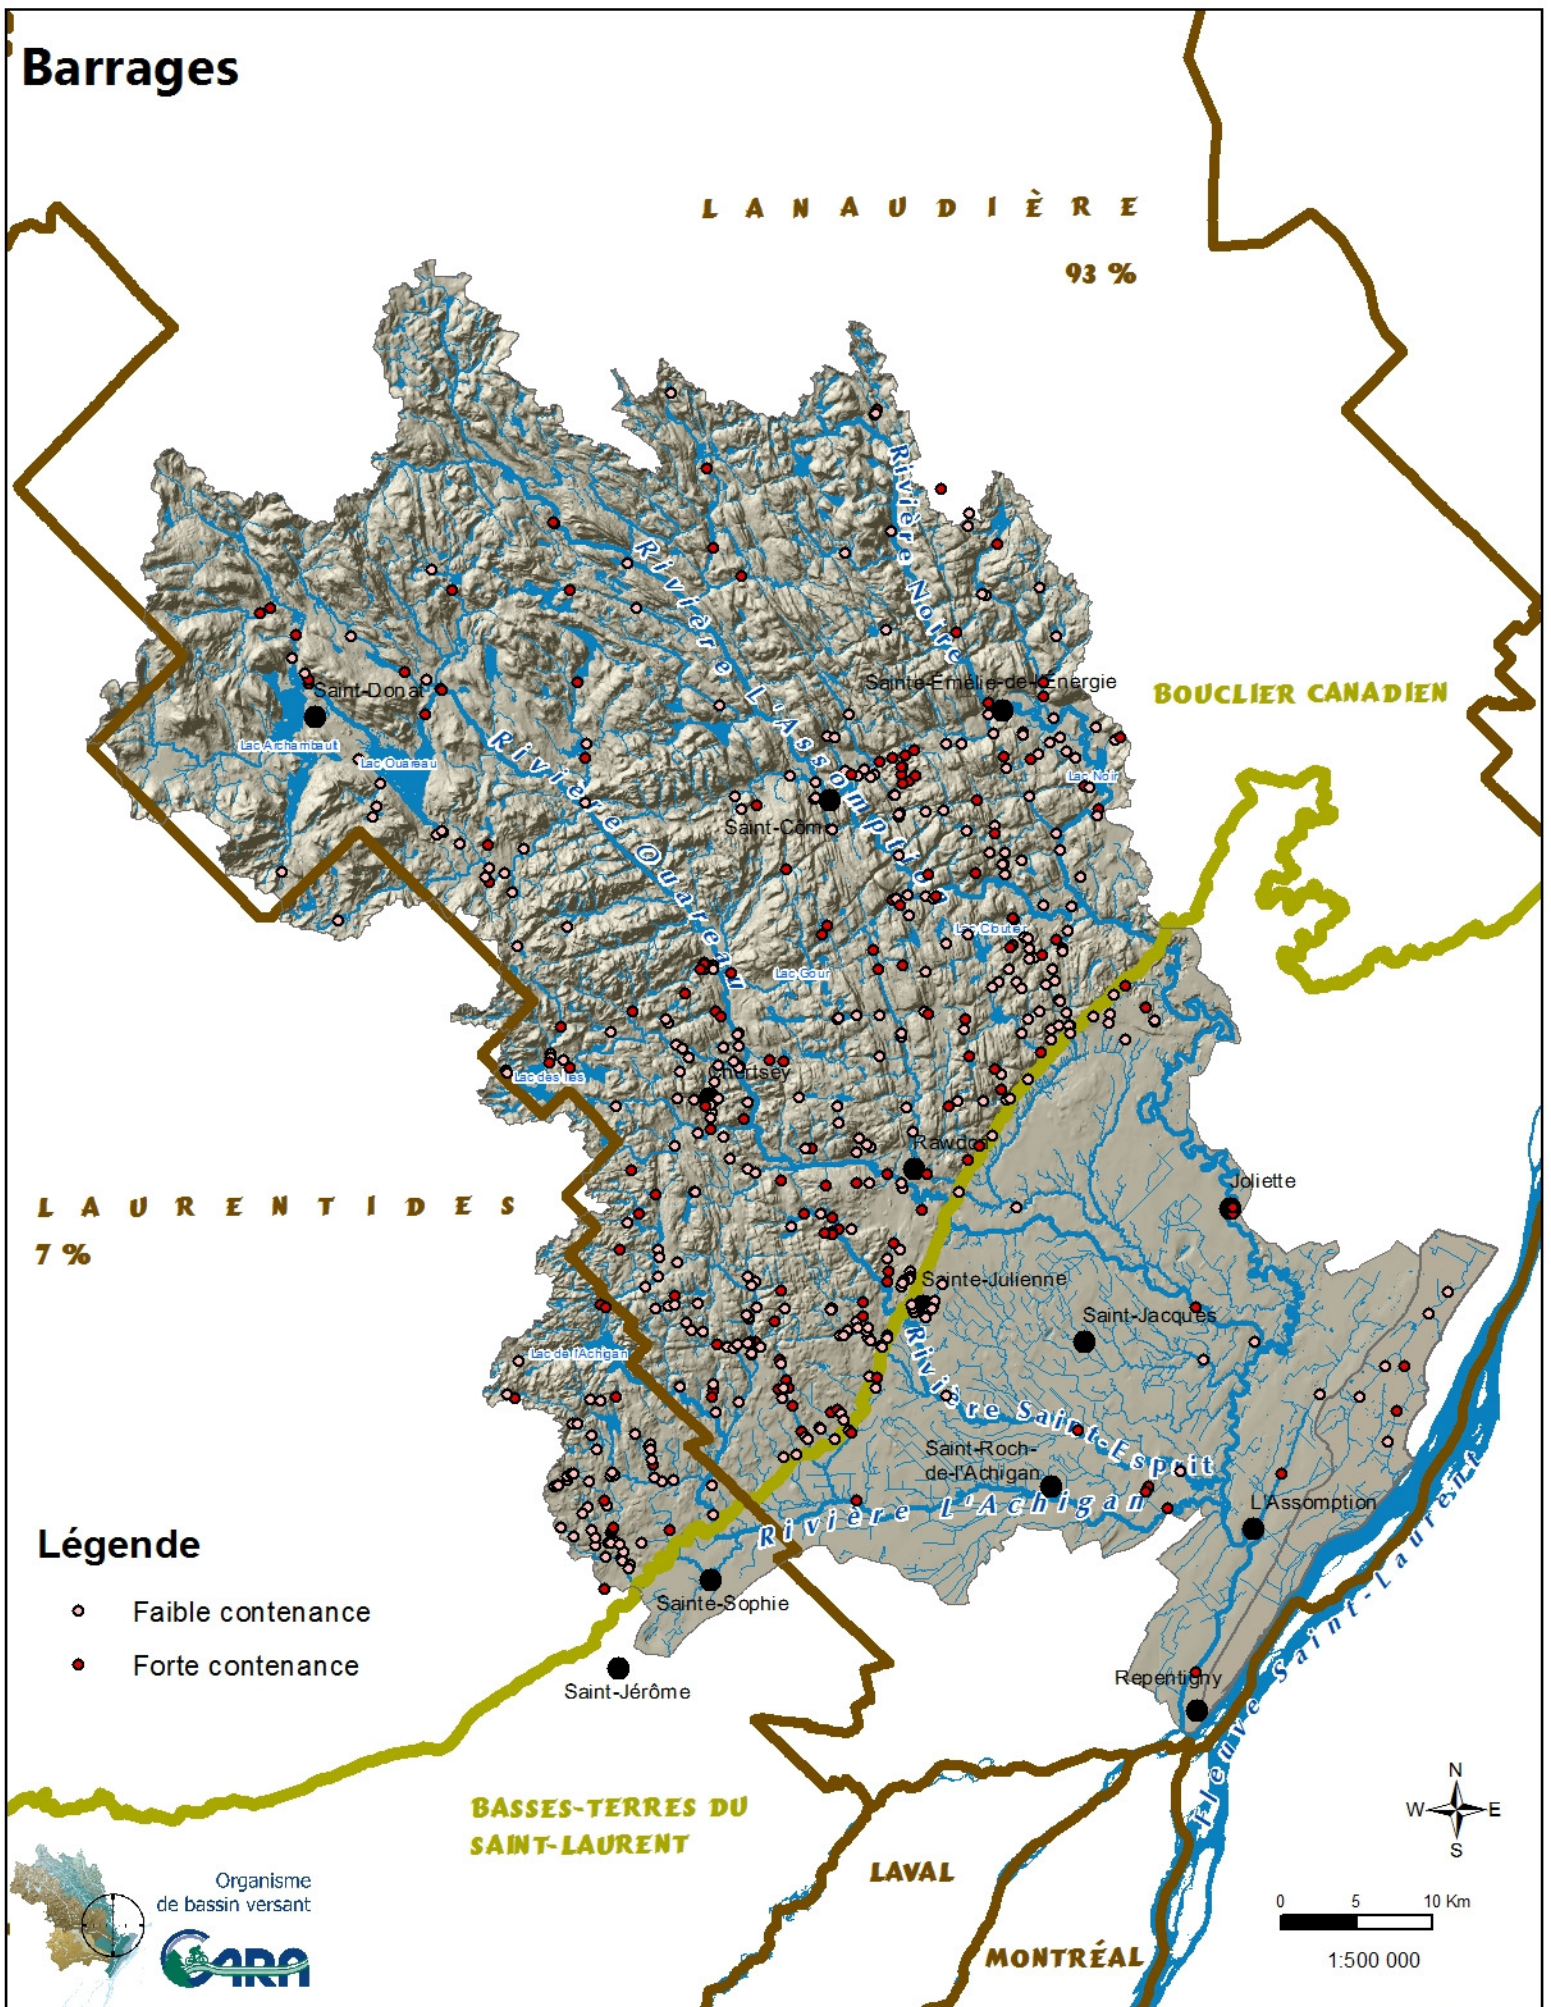 Barrages
LANAUDIÈRE
93 %
Rivière Noire
Rivière L'Assomption
Sainte-Émélie-de-l'Énergie
BOUCLIER CANADIEN
Saint-Donat
Lac Archambault
Lac Ouareau
Lac Noir
Rivière Ouareau
Saint-Côme
Lac Cloutier
Lac Gour
Chertsey
Lac des Iles
Rawdon
Joliette
LAURENTIDES
7 %
Sainte-Julienne
Saint-Jacques
Lac de l'Achigan
Rivière Saint-Esprit
Saint-Roch-
de-l'Achigan
Rivière L'Achigan
L'Assomption
Légende
Faible contenance
Forte contenance
Sainte-Sophie
Saint-Jérôme
Repentigny
Fleuve Saint-Laurent
BASSES-TERRES DU
SAINT-LAURENT
LAVAL
MONTRÉAL
N
W E
S
0 5 10 Km
1:500 000
Organisme
de bassin versant
CARA